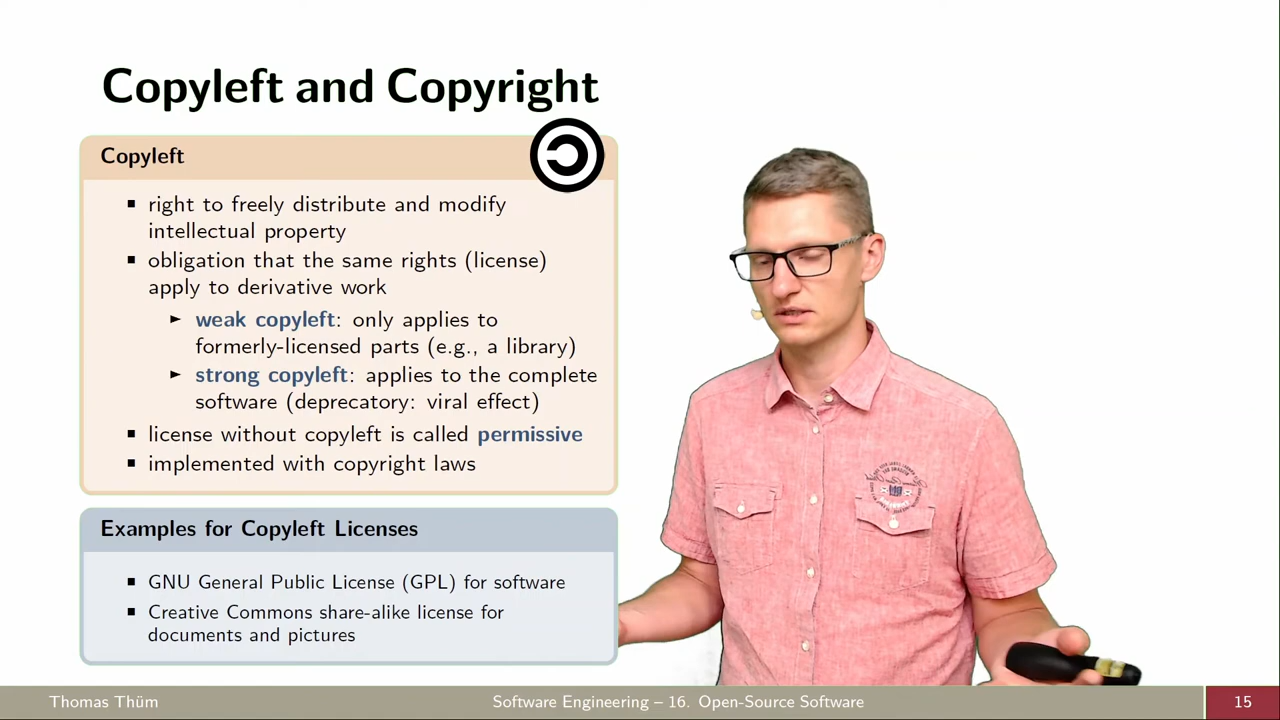 Copyleft and Copyright
Copyleft
right to freely distribute and modify
intellectual property
obligation that the same rights (license)
apply to derivative work
weak copyleft: only applies to
formerly-licensed parts (e.g., a library)
strong copyleft: applies to the complete
software (deprecatory: viral effect)
license without copyleft is called permissive
implemented with copyright laws
Examples for Copyleft Licenses
GNU General Public License (GPL) for software
Creative Commons share-alike license for
documents and pictures
Thomas Thüm
Software Engineering – 16. Open-Source Software
15